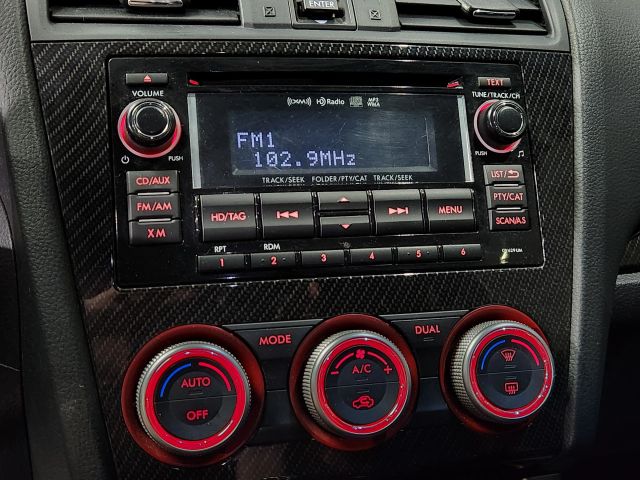 ENTER
TEXT
VOLUME
((XM)) HD Radio MP3 WMA
TUNE/TRACK/CH
FM1
102.9MHz
PUSH
PUSH
TRACK/SEEK FOLDER/PTY/CAT TRACK/SEEK
CD/AUX
LIST/
FM/AM
HD/TAG
MENU
PTY/CAT
XM
SCAN/AS
RPT RDM
1 2 3 4 5 6
MODE
DUAL
AUTO
A/C
- +
OFF